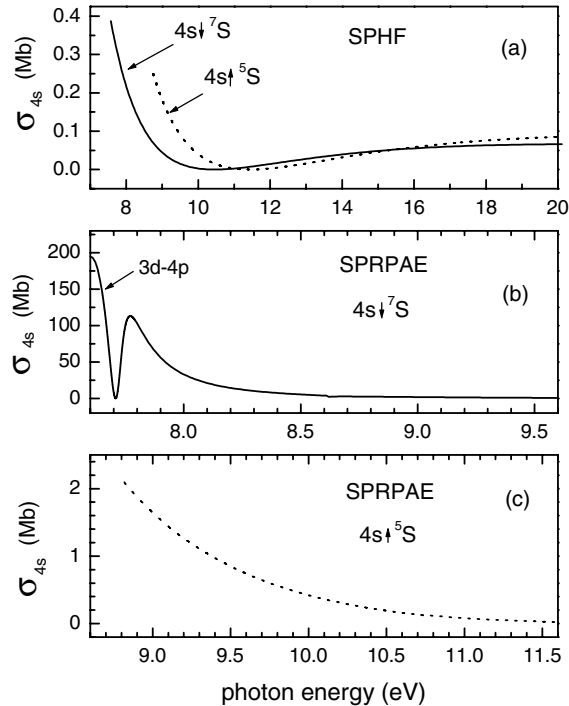 0.4
0.3
0.2
0.1
0.0
σ4s (Mb)
4s↓ ⁷S
4s↑ ⁵S
SPHF
(a)
8 10 12 14 16 18 20
200
150
100
50
0
σ4s (Mb)
3d-4p
SPRPAE
(b)
4s↓ ⁷S
8.0 8.5 9.0 9.5
2
1
0
σ4s (Mb)
SPRPAE
(c)
4s↑ ⁵S
9.0 9.5 10.0 10.5 11.0 11.5
photon energy (eV)